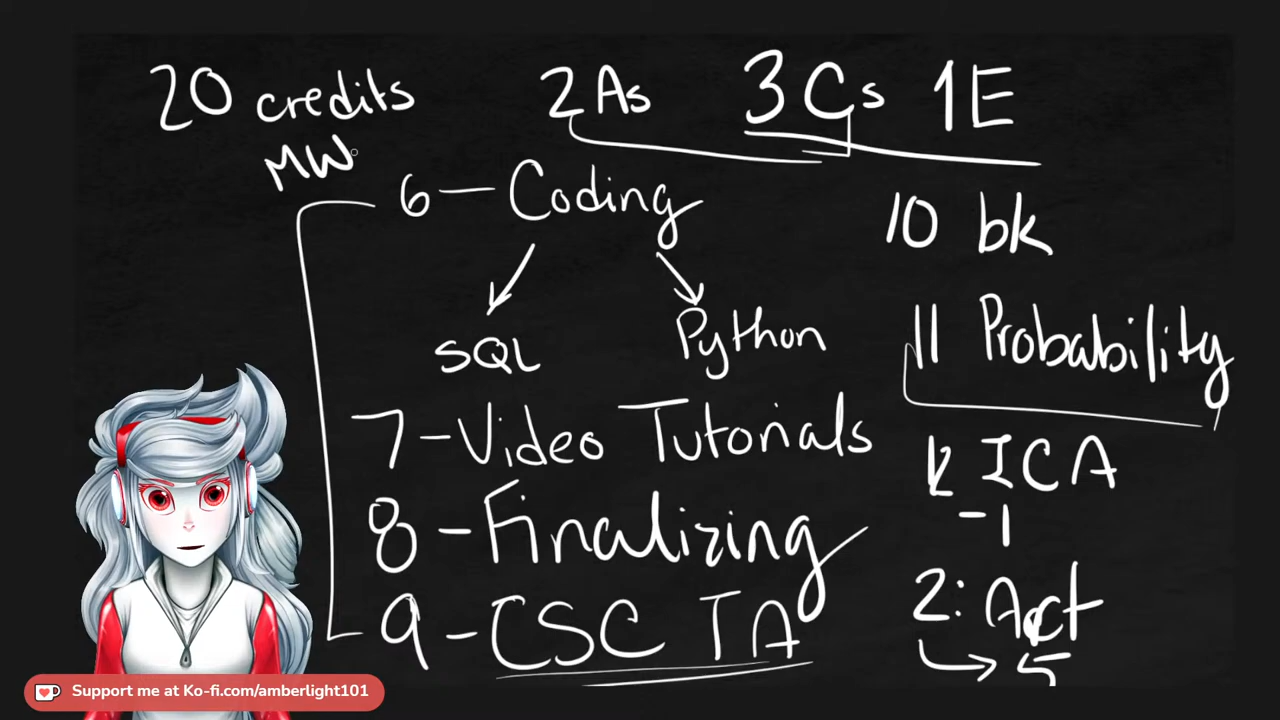 20 credits
2As
3Cs
1E
MW
6 – Coding
SQL
Python
7 – Video Tutorials
8 – Finalizing
9 – CSC TA
10 bk
11 Probability
ICA
-1
2: Act
5
Support me at Ko-fi.com/amberlight101